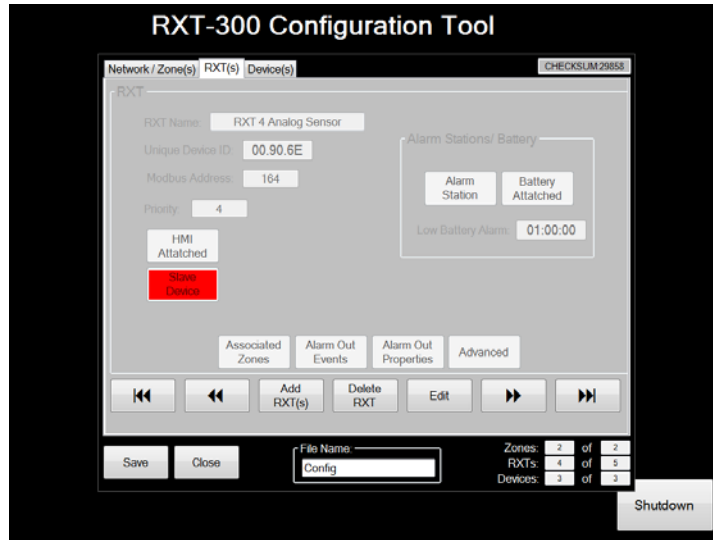 RXT-300 Configuration Tool
Network / Zone(s) RXT(s) Device(s) CHECKSUM:29858
RXT
RXT Name: RXT 4 Analog Sensor
Unique Device ID: 00.90.6E
Alarm Stations/ Battery
Modbus Address: 164
Alarm
Station
Battery
Attatched
Priority: 4
Low Battery Alarm: 01:00:00
HMI
Attatched
Slave
Device
Associated
Zones
Alarm Out
Events
Alarm Out
Properties
Advanced
Add
RXT(s)
Delete
RXT
Edit
Save
Close
File Name:
Config
Zones: 2 of 2
RXTs: 4 of 5
Devices: 3 of 3
Shutdown